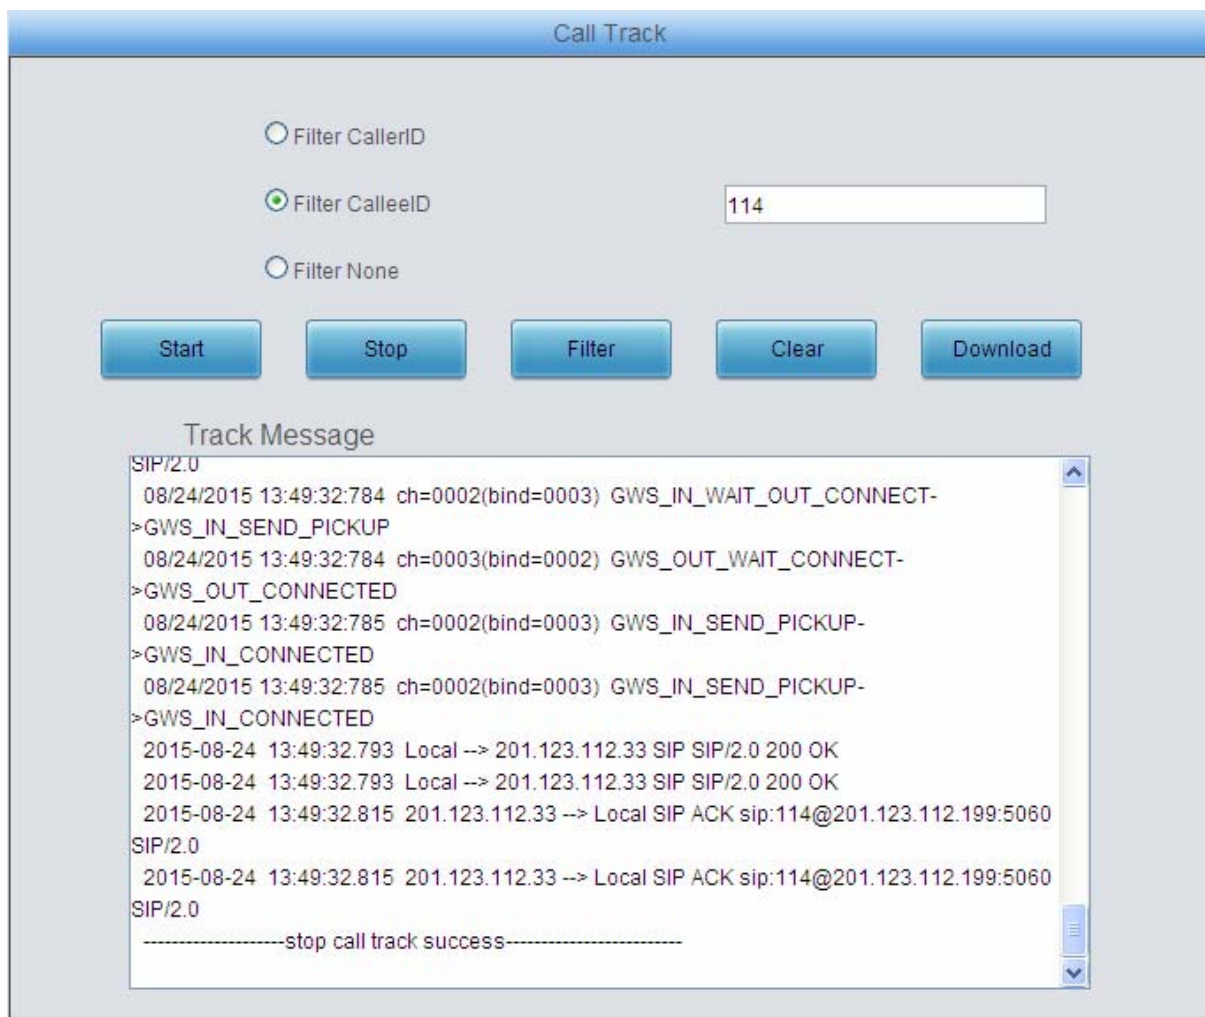 Call Track
Filter CallerID
Filter CalleeID
114
Filter None
Start
Stop
Filter
Clear
Download
Track Message
SIP/2.0
08/24/2015 13:49:32:784 ch=0002(bind=0003) GWS_IN_WAIT_OUT_CONNECT-
>GWS_IN_SEND_PICKUP
08/24/2015 13:49:32:784 ch=0003(bind=0002) GWS_OUT_WAIT_CONNECT-
>GWS_OUT_CONNECTED
08/24/2015 13:49:32:785 ch=0002(bind=0003) GWS_IN_SEND_PICKUP-
>GWS_IN_CONNECTED
08/24/2015 13:49:32:785 ch=0002(bind=0003) GWS_IN_SEND_PICKUP-
>GWS_IN_CONNECTED
2015-08-24 13:49:32.793 Local --> 201.123.112.33 SIP SIP/2.0 200 OK
2015-08-24 13:49:32.793 Local --> 201.123.112.33 SIP SIP/2.0 200 OK
2015-08-24 13:49:32.815 201.123.112.33 --> Local SIP ACK sip:114@201.123.112.199:5060
SIP/2.0
2015-08-24 13:49:32.815 201.123.112.33 --> Local SIP ACK sip:114@201.123.112.199:5060
SIP/2.0
--------------------stop call track success-------------------------